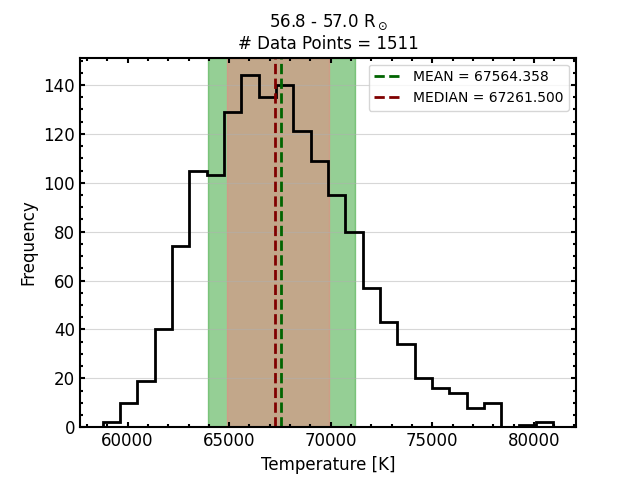 56.8 - 57.0 R⊙
# Data Points = 1511
MEAN = 67564.358
MEDIAN = 67261.500
140
120
100
80
60
40
20
0
Frequency
60000 65000 70000 75000 80000
Temperature [K]